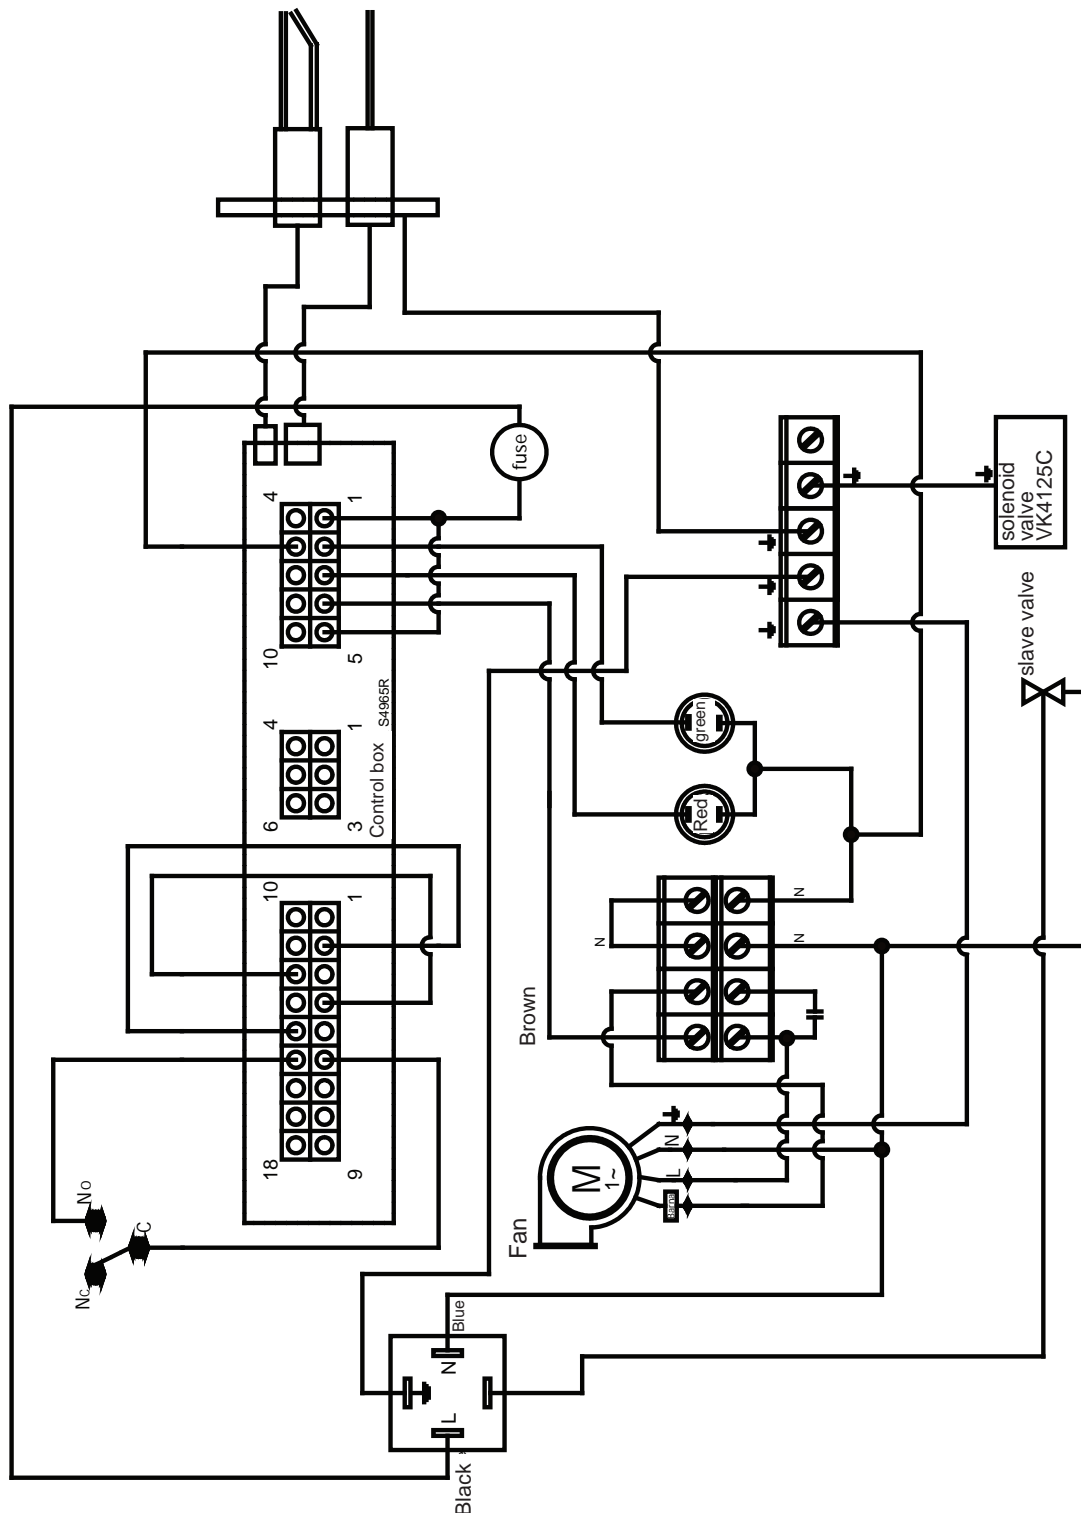 fuse
4
1
10
5
S4965R
4
1
Control box
6
3
10
1
18
9
NO
C
NC
solenoid
valve
VK4125C
slave valve
green
Red
N
N
N
Brown
N
L
M
1~
Fan
Blue
N
L
Black *